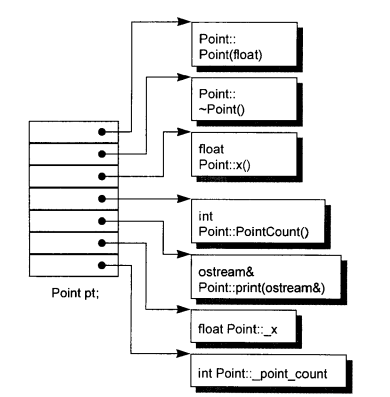 Point::
Point(float)
Point::
~Point()
float
Point::x()
int
Point::PointCount()
ostream&
Point::print(ostream&)
Point pt;
float Point::_x
int Point::_point_count